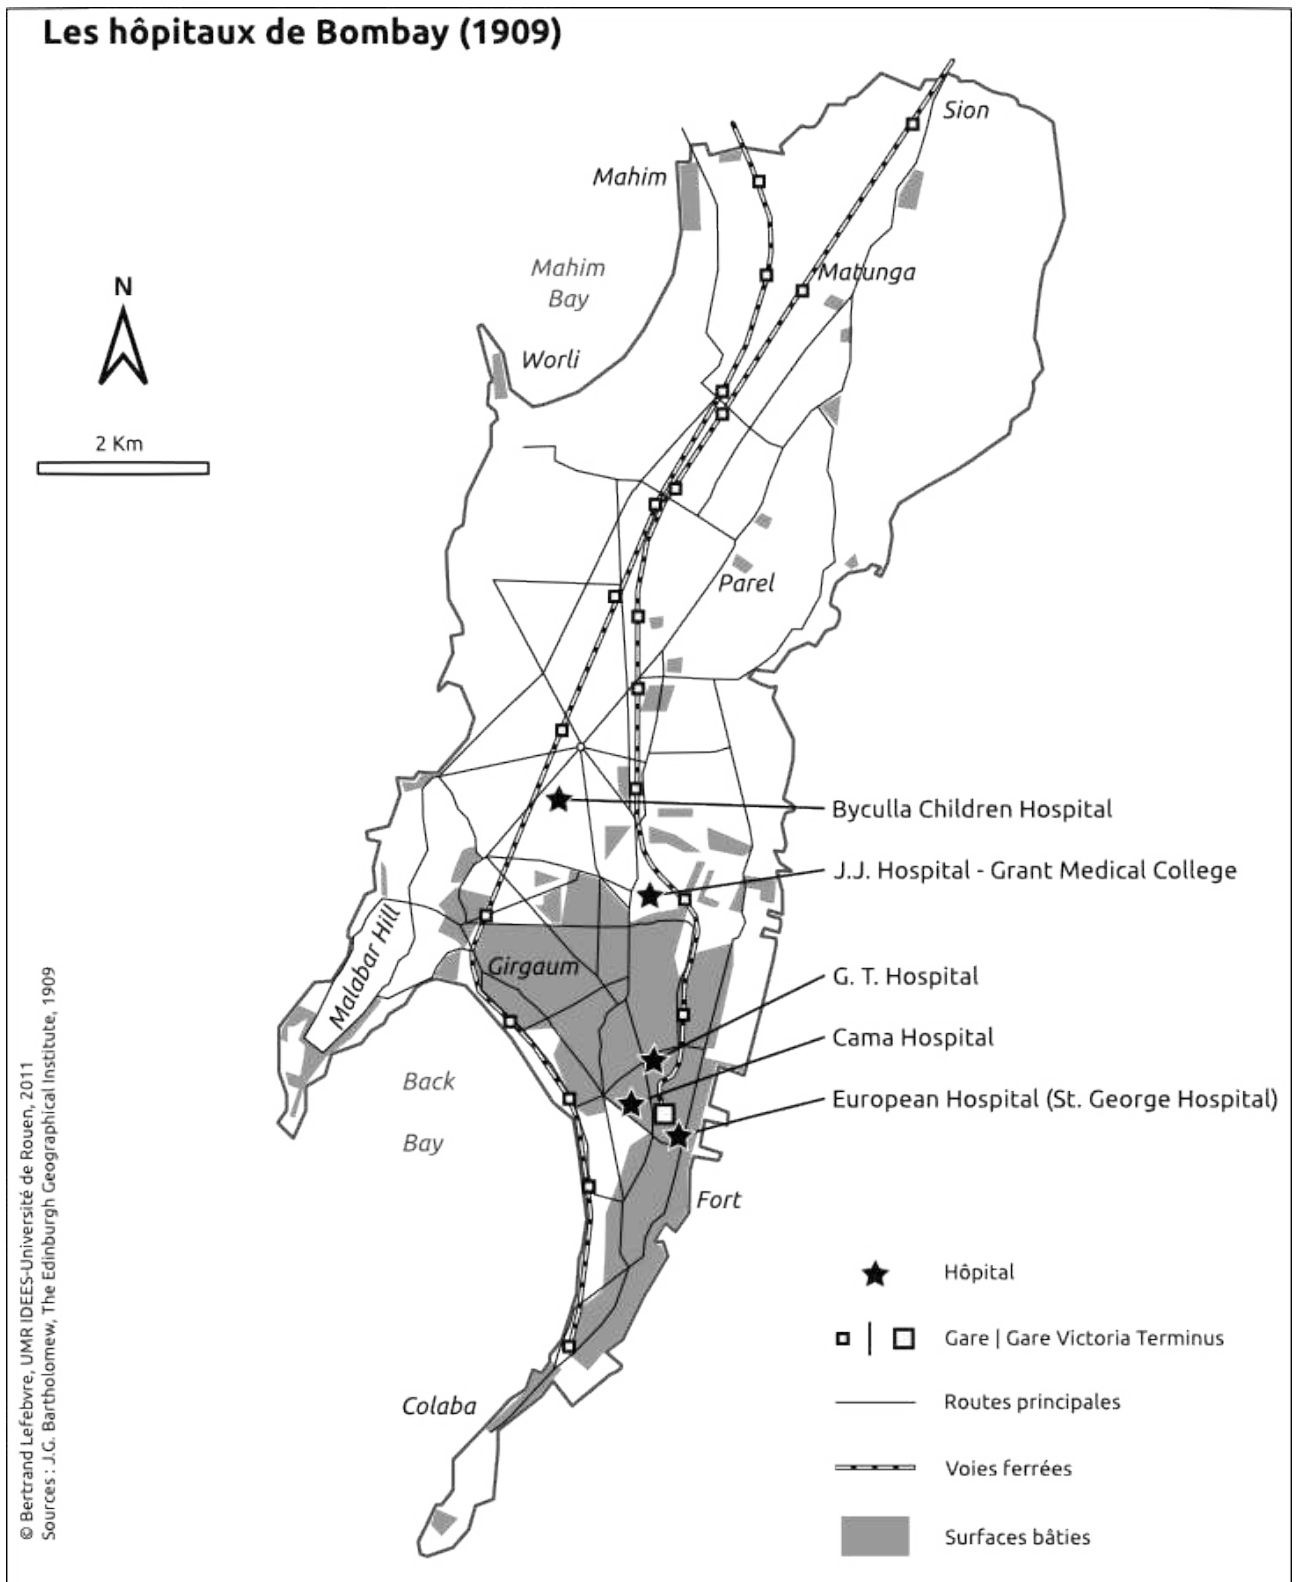 Les hôpitaux de Bombay (1909)
Sion
Mahim
Mahim
Bay
Matunga
N
Worli
2 Km
Parel
Byculla Children Hospital
J.J. Hospital - Grant Medical College
Malabar Hill
Girgaum
G. T. Hospital
Cama Hospital
Back
Bay
European Hospital (St. George Hospital)
Fort
Colaba
Hôpital
Gare | Gare Victoria Terminus
Routes principales
Voies ferrées
Surfaces bâties
© Bertrand Lefebvre, UMR IDEES-Université de Rouen, 2011
Sources : J.G. Bartholomew, The Edinburgh Geographical Institute, 1909